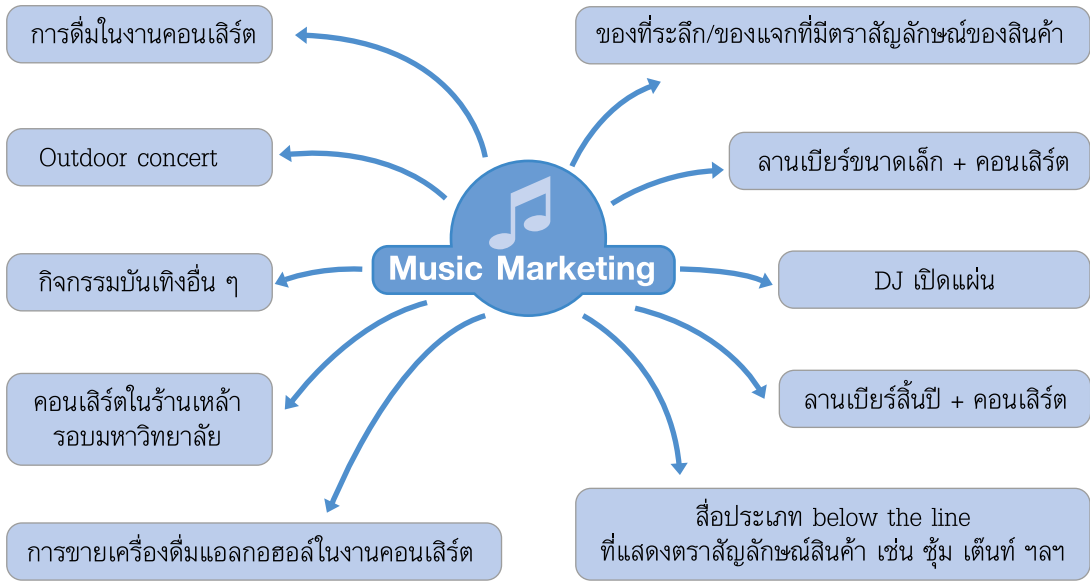 การดื่มในงานคอนเสิร์ต
ของที่ระลึก/ของแจกที่มีตราสัญลักษณ์ของสินค้า
Outdoor concert
ลานเบียร์ขนาดเล็ก + คอนเสิร์ต
Music Marketing
กิจกรรมบันเทิงอื่น ๆ
DJ เปิดแผ่น
คอนเสิร์ตในร้านเหล้า
รอบมหาวิทยาลัย
ลานเบียร์สิ้นปี + คอนเสิร์ต
การขายเครื่องดื่มแอลกอฮอล์ในงานคอนเสิร์ต
สื่อประเภท below the line
ที่แสดงตราสัญลักษณ์สินค้า เช่น ซุ้ม เต๊นท์ ฯลฯ